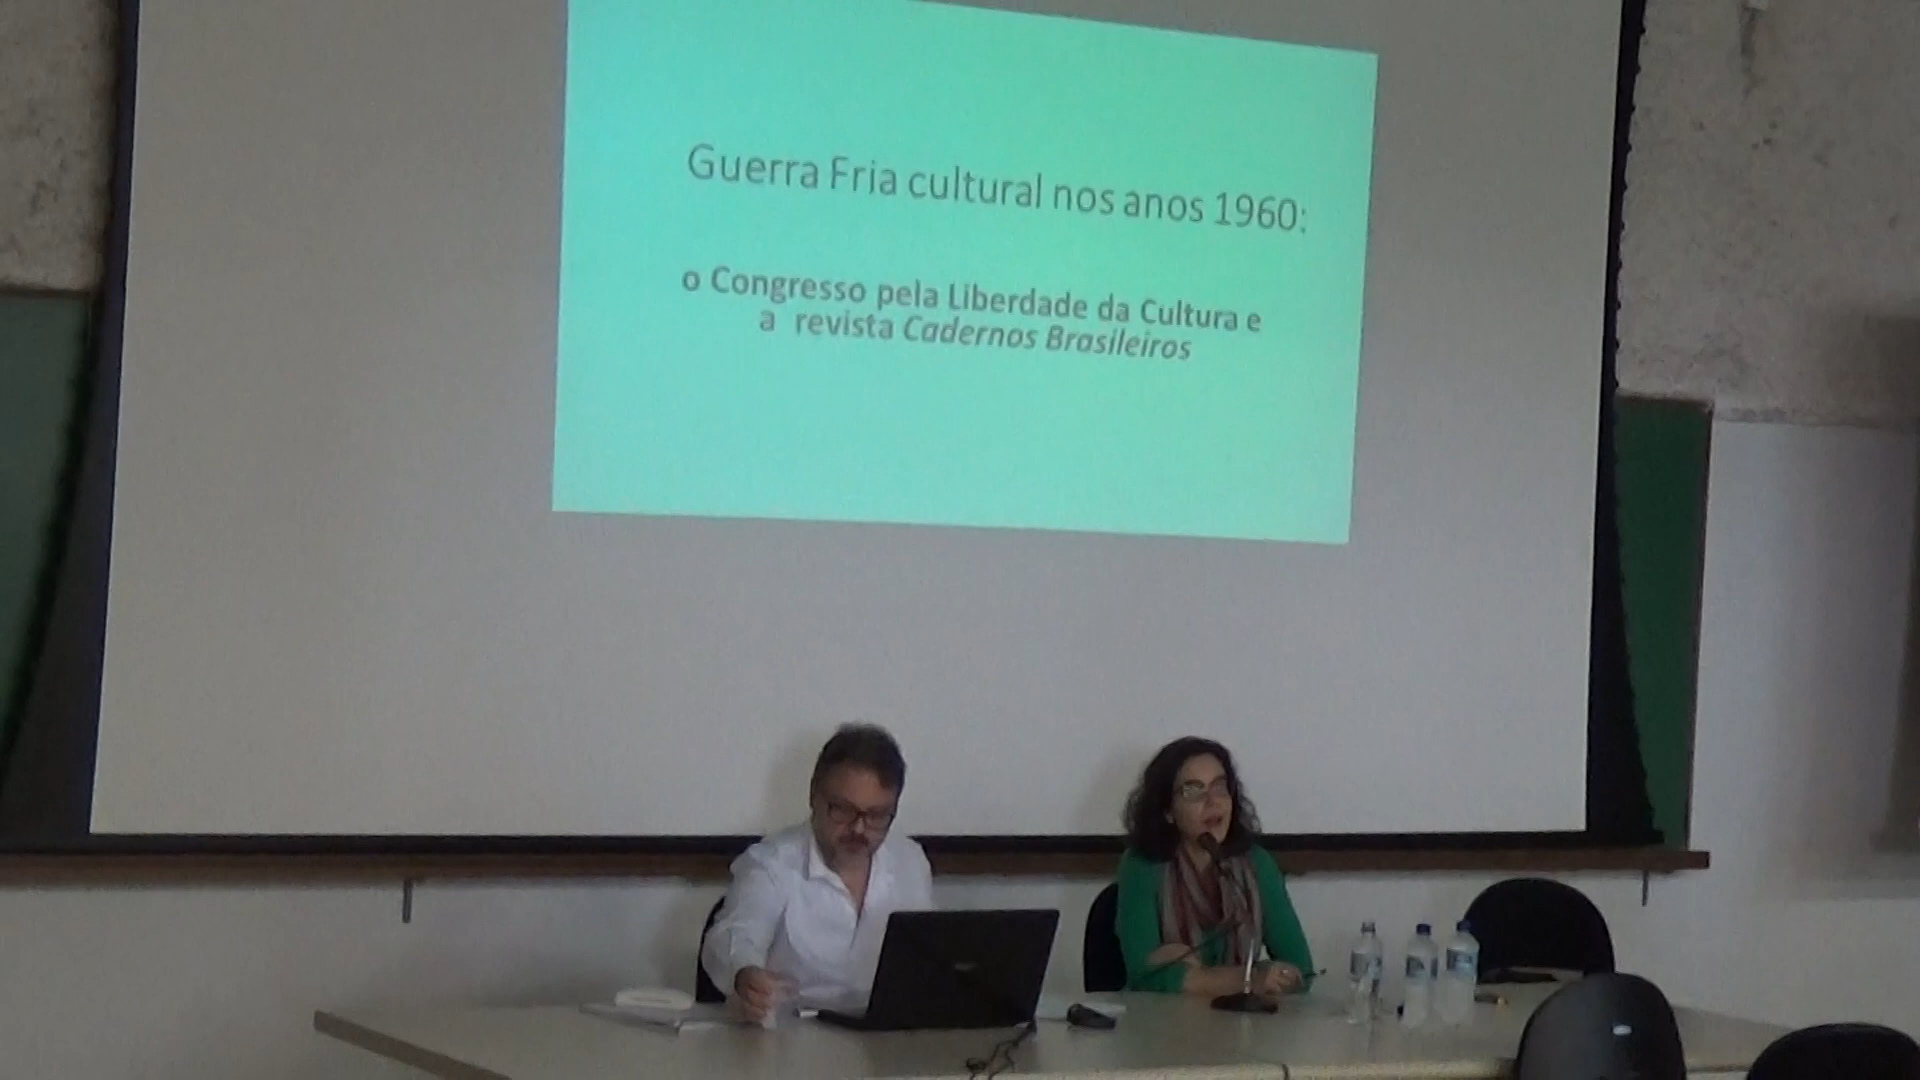 Guerra Fria cultural nos anos 1960:
o Congresso pela Liberdade da Cultura e
a revista Cadernos Brasileiros